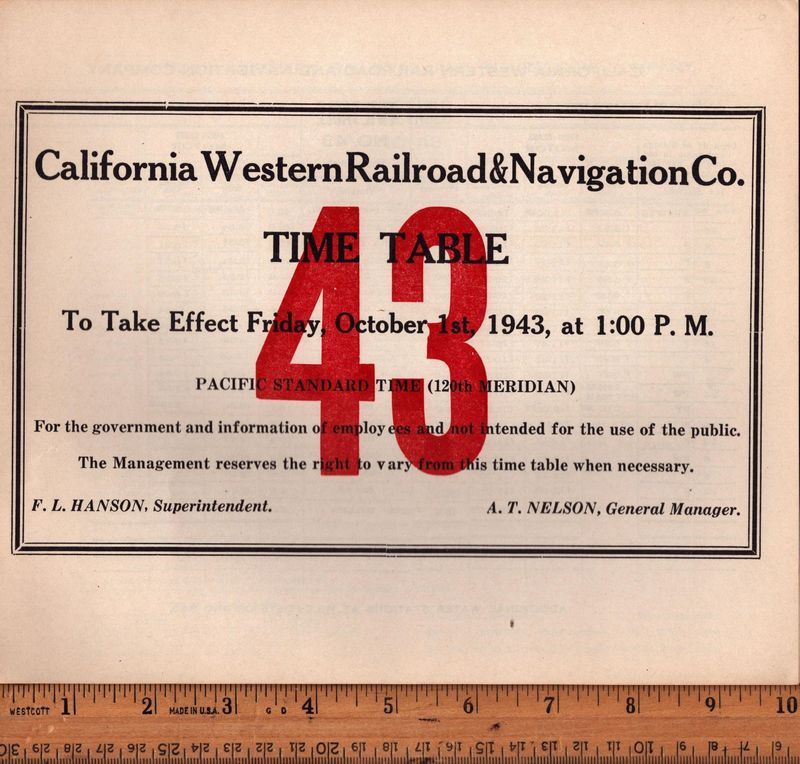 California Western Railroad & Navigation Co.
43
TIME TABLE
To Take Effect Friday, October 1st, 1943, at 1:00 P. M.
PACIFIC STANDARD TIME (120th MERIDIAN)
For the government and information of employees and not intended for the use of the public.
The Management reserves the right to vary from this time table when necessary.
F. L. HANSON, Superintendent. A. T. NELSON, General Manager.
1 2 3 4 5 6 7 8 9 10
WESTCOTT MADE IN U.S.A. G D